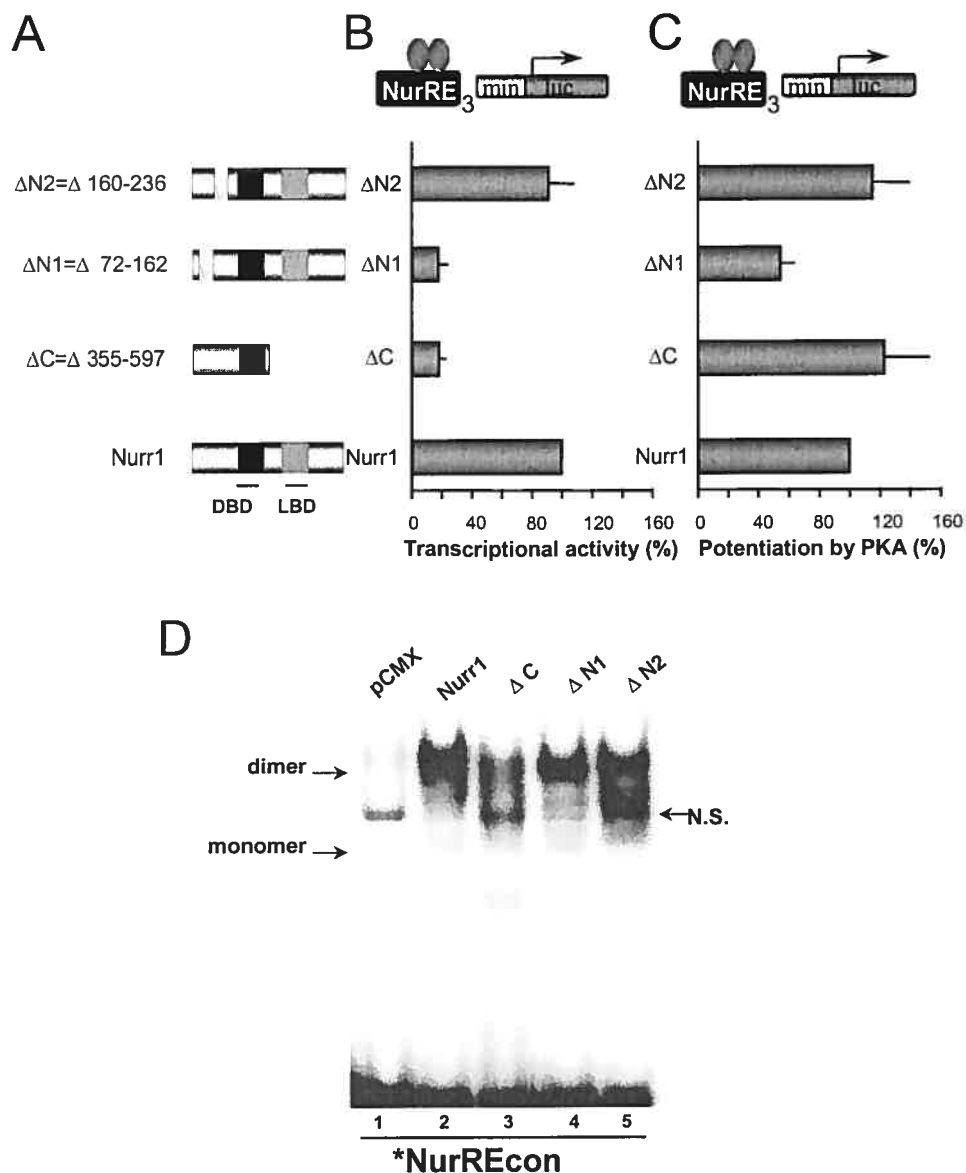 A
B
C
NurRE 3 min luc
NurRE 3 min luc
ΔN2=Δ 160-236
ΔN2
ΔN2
ΔN1=Δ 72-162
ΔN1
ΔN1
ΔC=Δ 355-597
ΔC
ΔC
Nurr1
Nurr1
Nurr1
DBD LBD
0 40 80 120 160
0 40 80 120 160
Transcriptional activity (%)
Potentiation by PKA (%)
D
pCMX Nurr1 Δ C Δ N1 Δ N2
dimer
N.S.
monomer
1 2 3 4 5
*NurREcon